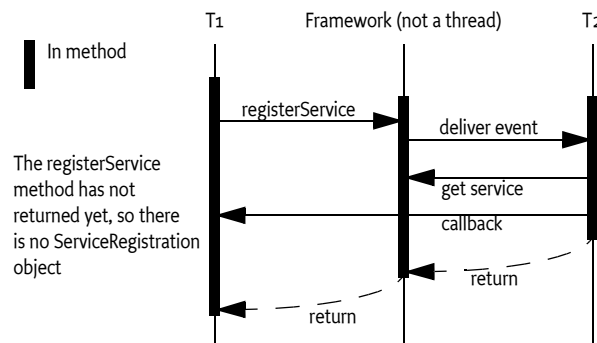 T1
Framework (not a thread)
T2
In method
registerService
deliver event
The registerService
method has not
returned yet, so there
is no ServiceRegistration
object
get service
callback
return
return